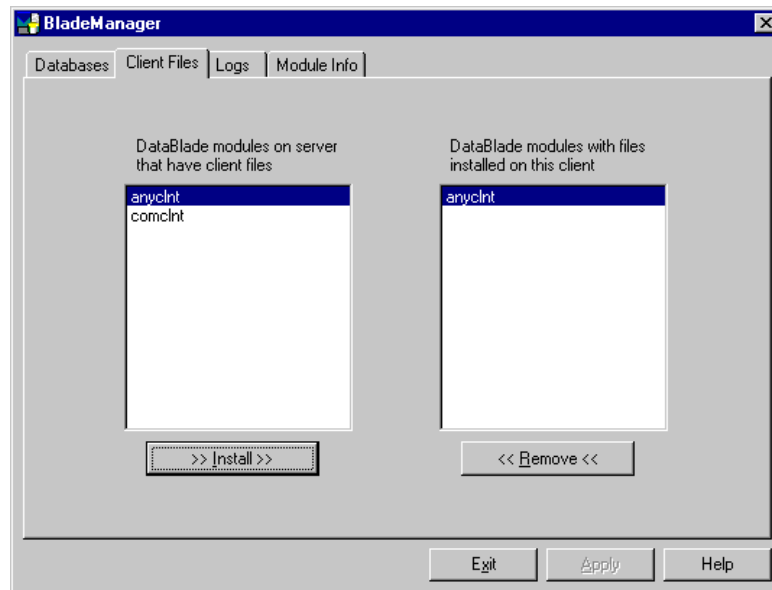 BladeManager
Databases
Client Files
Logs
Module Info
DataBlade modules on server
that have client files
DataBlade modules with files
installed on this client
anyclnt
comclnt
anyclnt
>> Install >>
<< Remove <<
Exit
Apply
Help